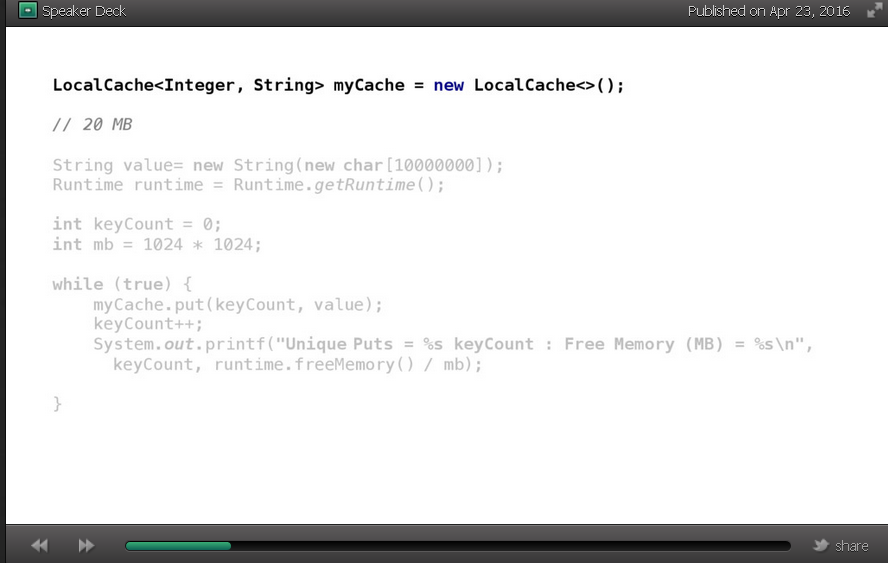 Speaker Deck
Published on Apr 23, 2016
LocalCache<Integer, String> myCache = new LocalCache<>();
// 20 MB
String value= new String(new char[10000000]);
Runtime runtime = Runtime.getRuntime();
int keyCount = 0;
int mb = 1024 * 1024;
while (true) {
myCache.put(keyCount, value);
keyCount++;
System.out.printf("Unique Puts = %s keyCount : Free Memory (MB) = %s\n",
keyCount, runtime.freeMemory() / mb);
}
share